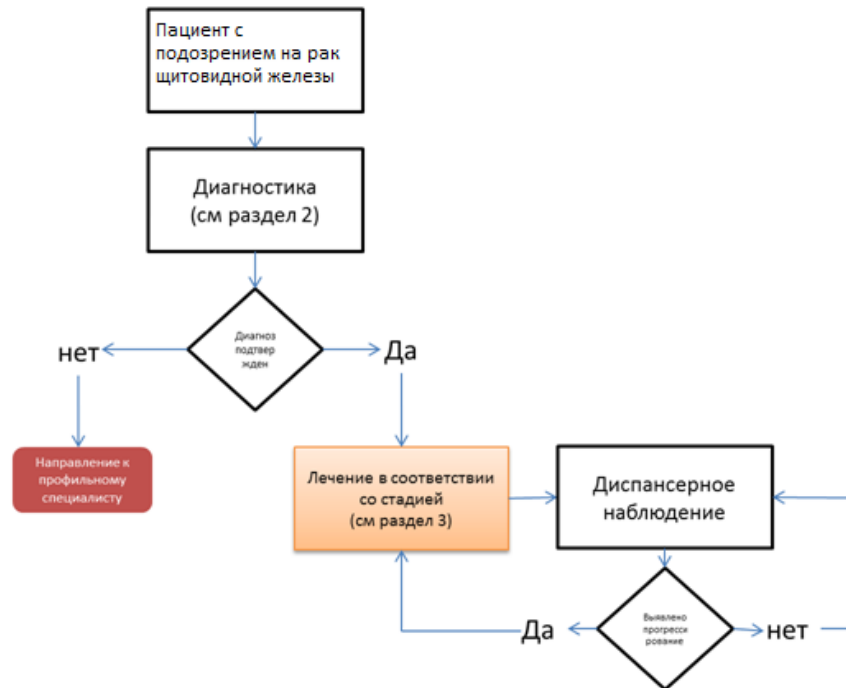 Пациент с
подозрением на рак
щитовидной железы
Диагностика
(см раздел 2)
Диагноз
подтвер
жден
нет
Да
Направление к
профильному
специалисту
Лечение в соответствии
со стадией
(см раздел 3)
Диспансерное
наблюдение
Выявлено
прогресси
рование
Да
нет